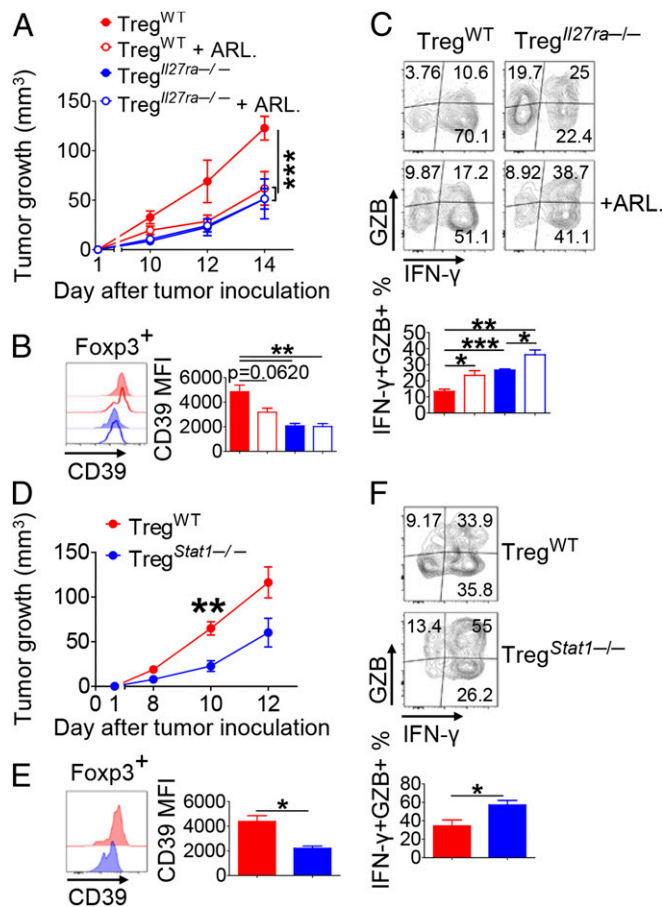 A
Treg^WT
Treg^WT + ARL.
Treg^Il27ra—/—
Treg^Il27ra—/— + ARL.
Tumor growth (mm³)
150
100
50
0
1 10 12 14
***
Day after tumor inoculation
B
Foxp3⁺
CD39
CD39 MFI
6000
4000
2000
0
**
p=0.0620
C
Treg^WT Treg^Il27ra—/—
3.76 10.6
70.1
19.7 25
22.4
9.87 17.2
51.1
8.92 38.7
41.1
+ARL.
GZB
IFN-γ
IFN-γ+GZB+ %
50
40
30
20
10
0
**
***
*
*
D
Treg^WT
Treg^Stat1—/—
Tumor growth (mm³)
150
100
50
0
0 1 8 10 12
**
Day after tumor inoculation
E
Foxp3⁺
CD39
CD39 MFI
6000
4000
2000
0
*
F
9.17 33.9
35.8
Treg^WT
13.4 55
26.2
Treg^Stat1—/—
GZB
IFN-γ
IFN-γ+GZB+ %
80
60
40
20
0
*